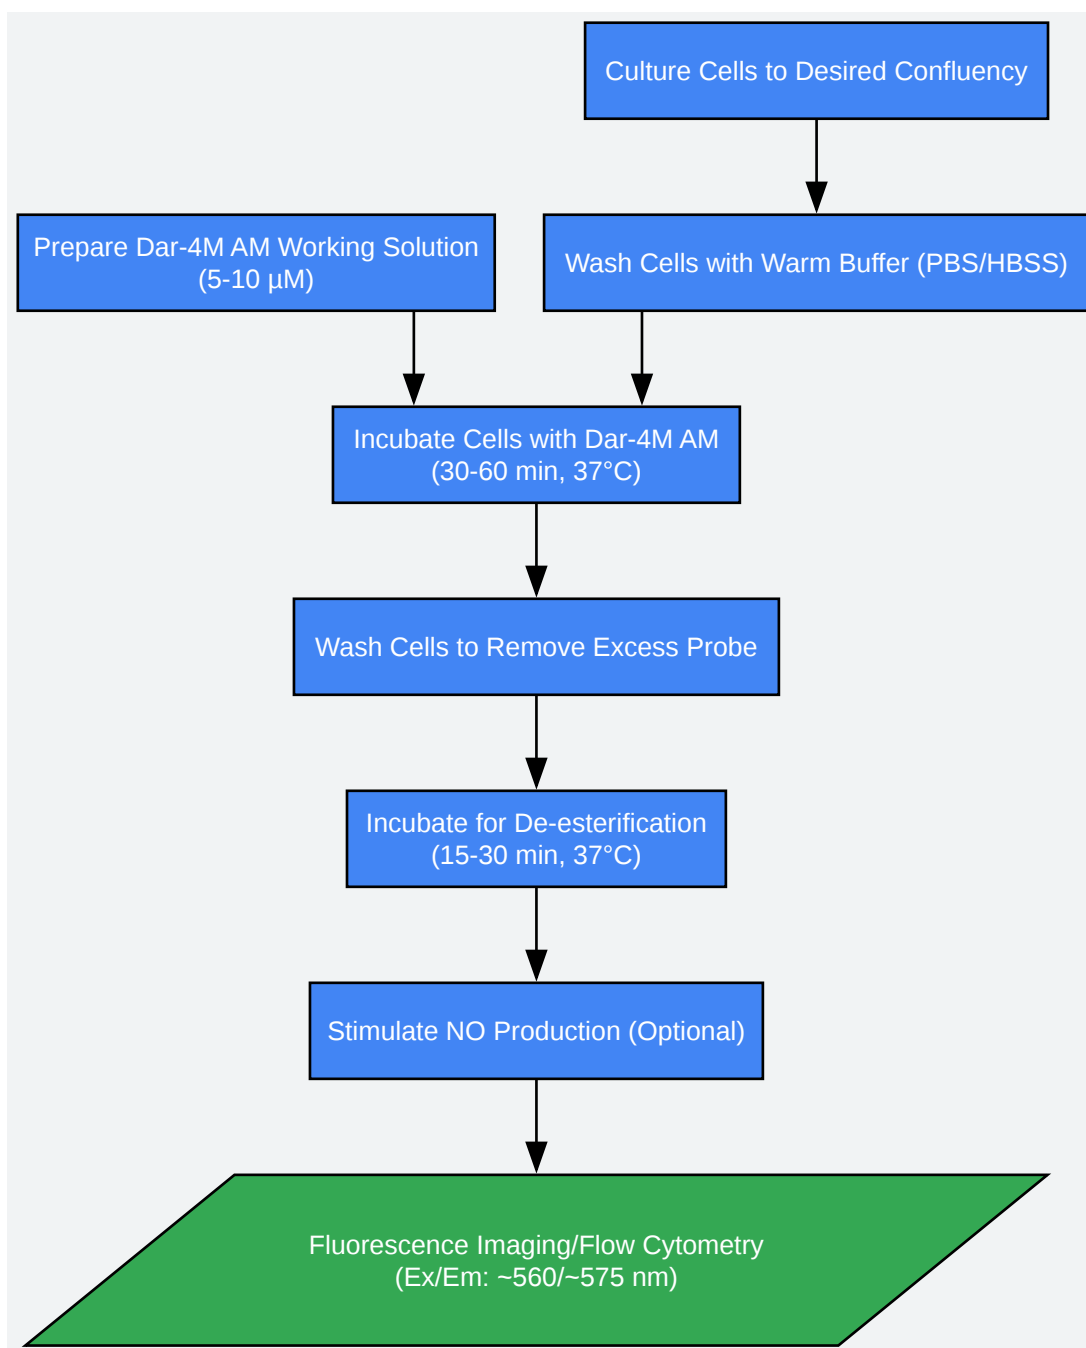 Culture Cells to Desired Confluency
Prepare Dar-4M AM Working Solution
(5-10 µM)
Wash Cells with Warm Buffer (PBS/HBSS)
Incubate Cells with Dar-4M AM
(30-60 min, 37°C)
Wash Cells to Remove Excess Probe
Incubate for De-esterification
(15-30 min, 37°C)
Stimulate NO Production (Optional)
Fluorescence Imaging/Flow Cytometry
(Ex/Em: ~560/~575 nm)